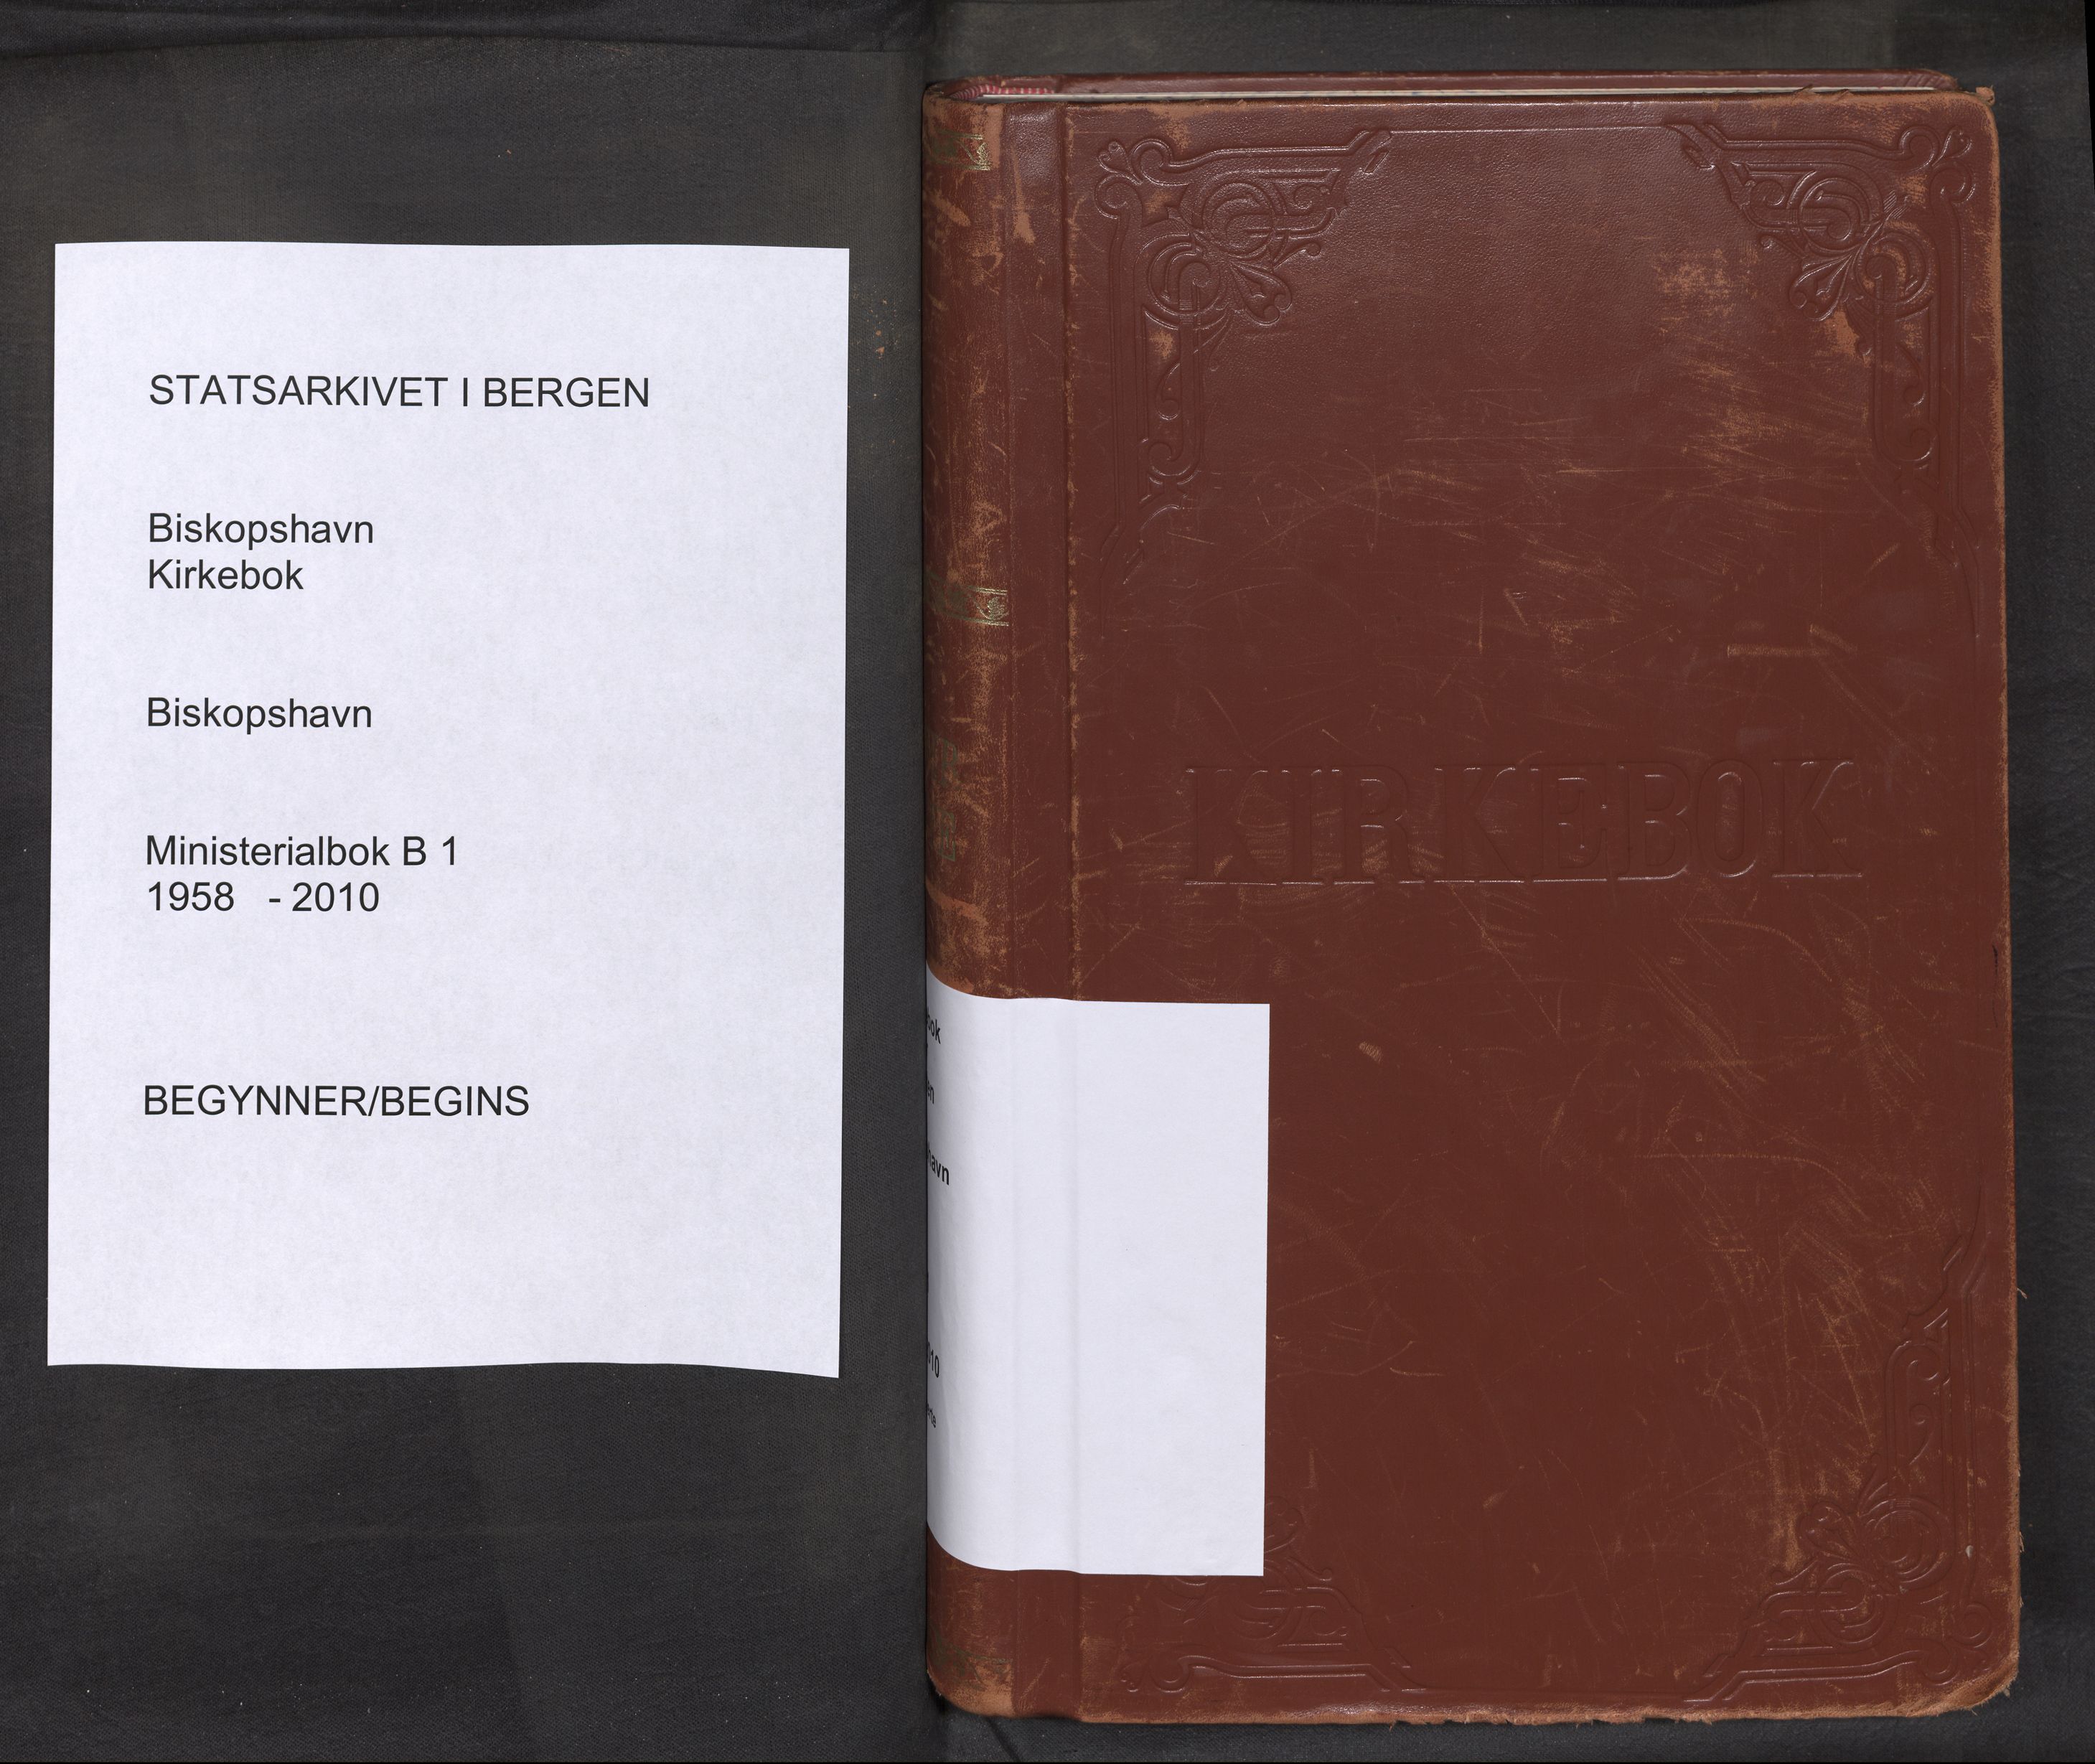 STATSARKIVET I BERGEN
Biskopshavn
Kirkebok
Biskopshavn
Ministerialbok B 1
1958 - 2010
BEGYNNER/BEGINS
KIRKEBOK